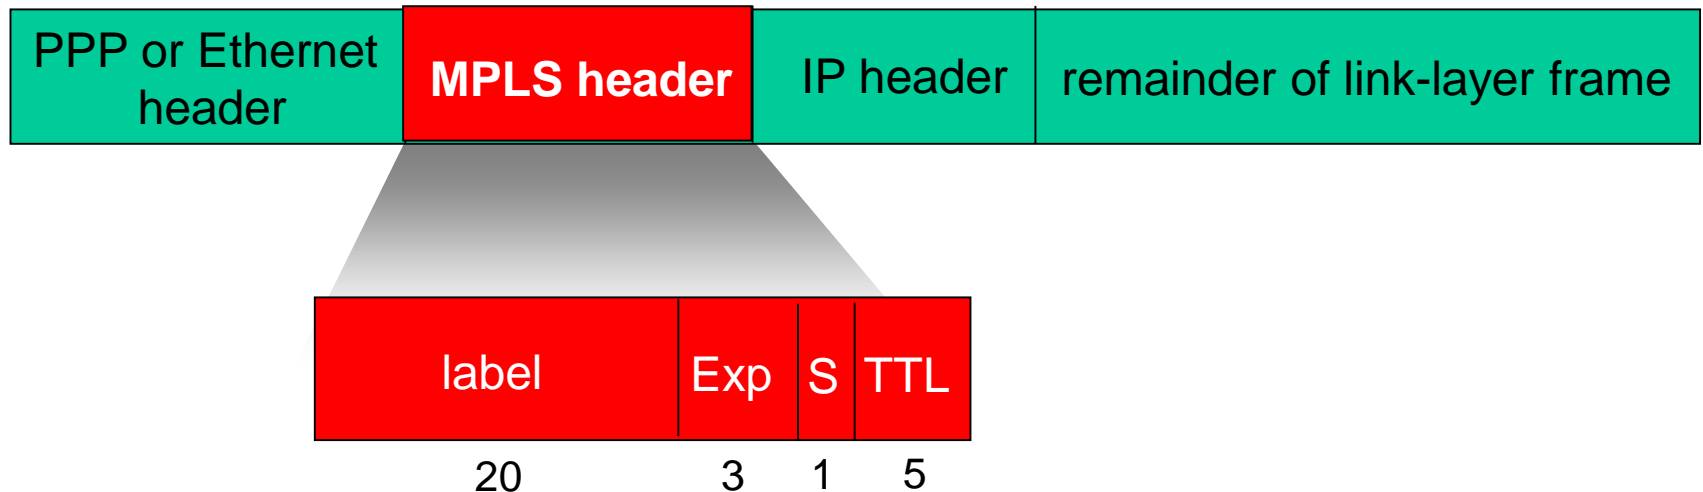 PPP or Ethernet
header
MPLS header
IP header
remainder of link-layer frame
label
Exp
S
TTL
20
3
1
5